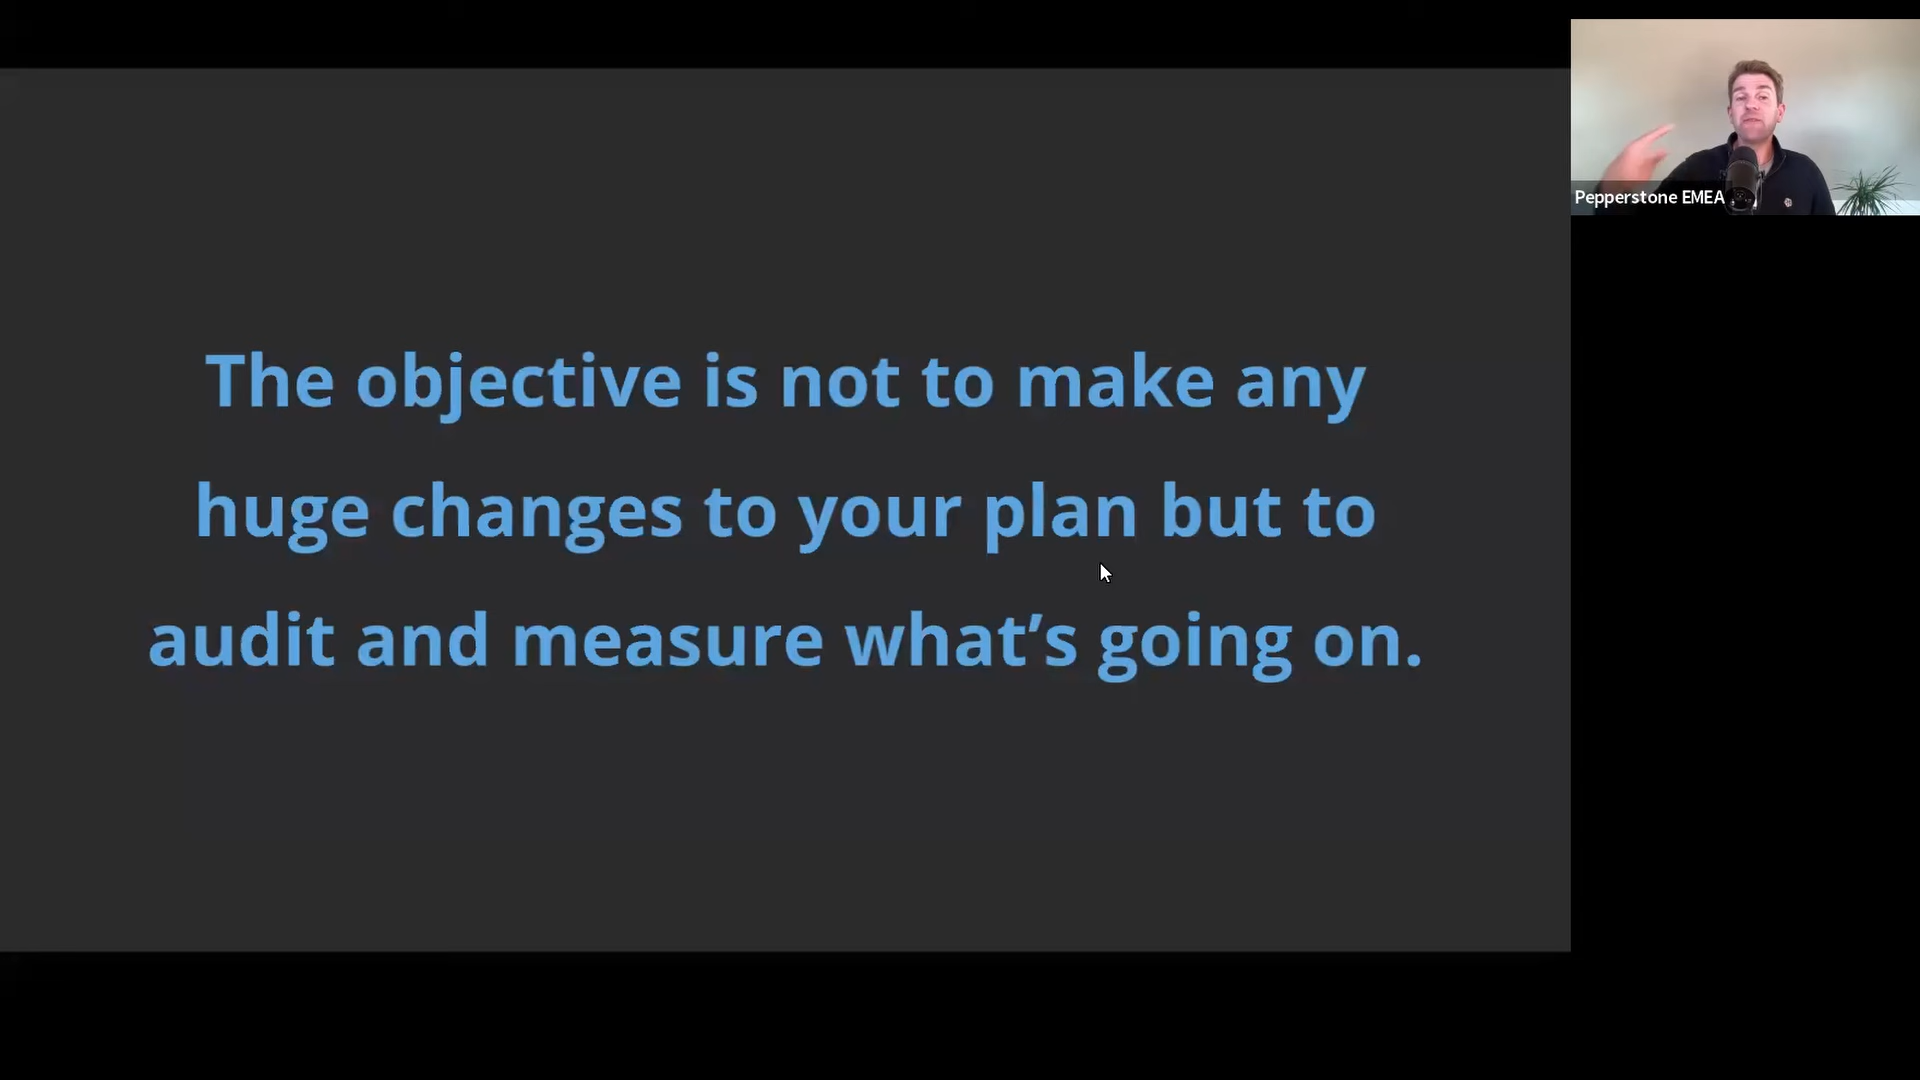 The objective is not to make any
huge changes to your plan but to
audit and measure what’s going on.
Pepperstone EMEA